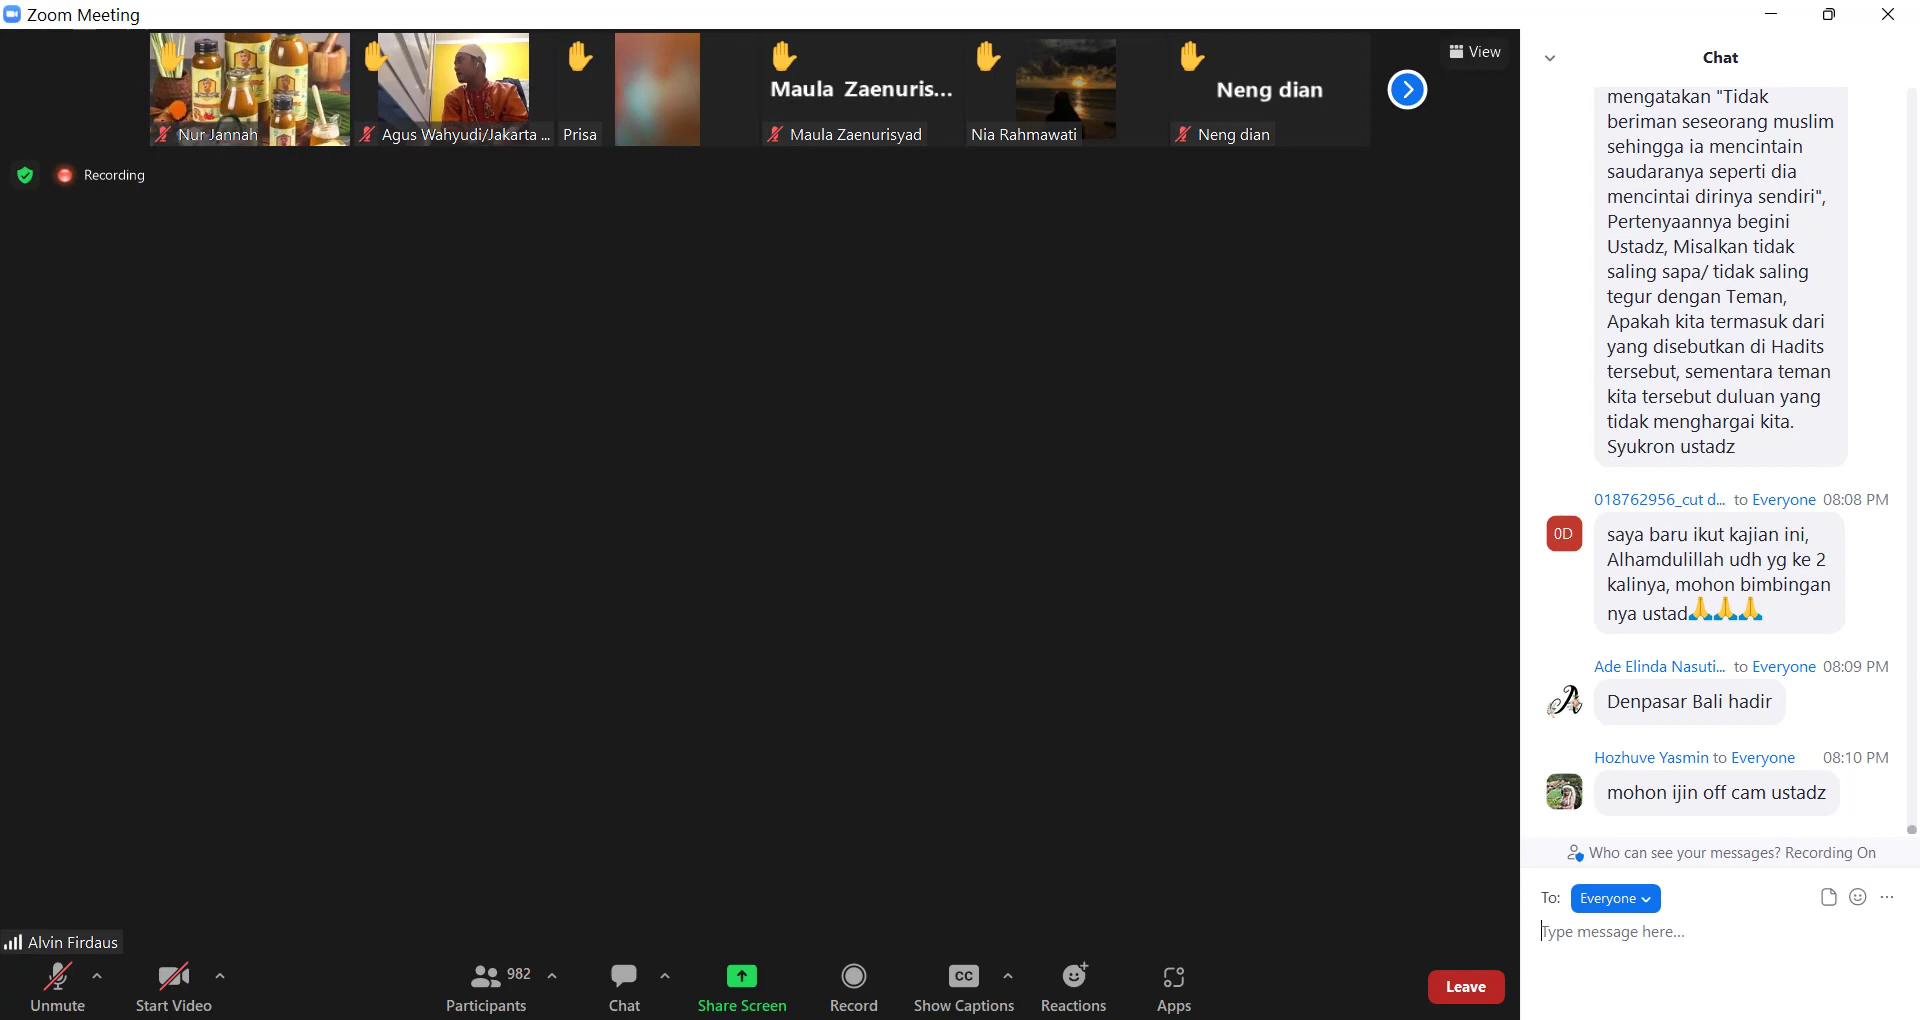 Zoom Meeting
Nur Jannah
Agus Wahyudi/Jakarta ...
Prisa
Maula Zaenuris...
Maula Zaenurisyad
Nia Rahmawati
Neng dian
Neng dian
View
Recording
Chat
mengatakan "Tidak
beriman seseorang muslim
sehingga ia mencintain
saudaranya seperti dia
mencintai dirinya sendiri",
Pertenyaannya begini
Ustadz, Misalkan tidak
saling sapa/ tidak saling
tegur dengan Teman,
Apakah kita termasuk dari
yang disebutkan di Hadits
tersebut, sementara teman
kita tersebut duluan yang
tidak menghargai kita.
Syukron ustadz
018762956_cut d... to Everyone 08:08 PM
0D
saya baru ikut kajian ini,
Alhamdulillah udh yg ke 2
kalinya, mohon bimbingan
nya ustad🙏🙏🙏
Ade Elinda Nasuti... to Everyone 08:09 PM
Denpasar Bali hadir
Hozhuve Yasmin to Everyone 08:10 PM
mohon ijin off cam ustadz
Who can see your messages? Recording On
To: Everyone
Type message here...
Alvin Firdaus
Unmute
Start Video
982
Participants
Chat
Share Screen
Record
CC
Show Captions
Reactions
Apps
Leave